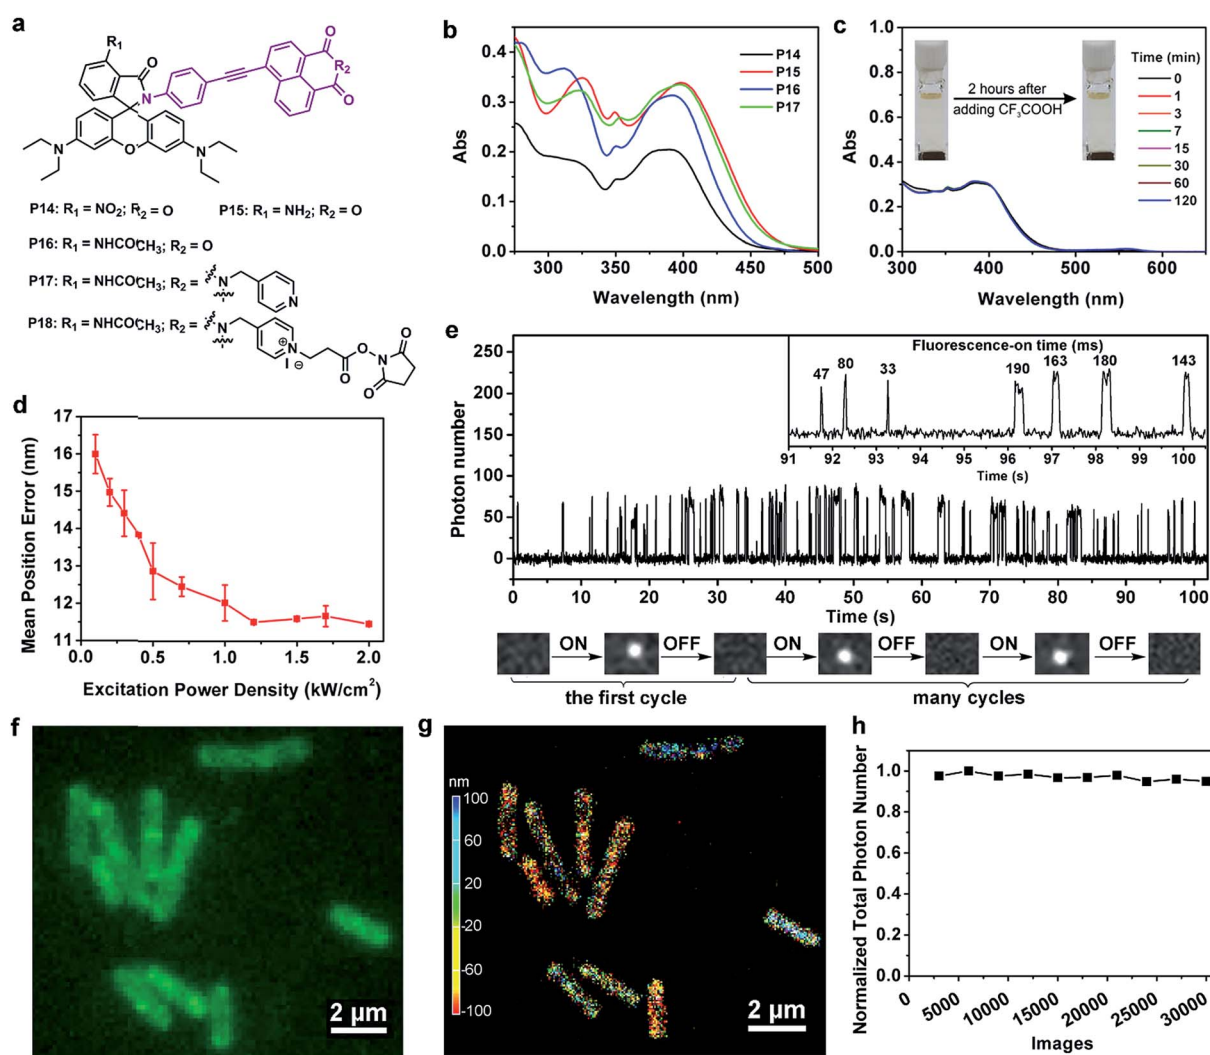 a
R1
O
N
O
O
R2
O
N
N
P14: R1 = NO2; R2 = O
P15: R1 = NH2; R2 = O
P16: R1 = NHCOCH3; R2 = O
P17: R1 = NHCOCH3; R2 =
N
N
P18: R1 = NHCOCH3; R2 =
N
N
+
I ⊖
O
O
N
O
O
b
0.4
0.3
0.2
0.1
0.0
Abs
P14
P15
P16
P17
300 350 400 450 500
Wavelength (nm)
c
1.0
0.8
0.6
0.4
0.2
0.0
Abs
2 hours after
adding CF3COOH
Time (min)
0
1
3
7
15
30
60
120
300 400 500 600
Wavelength (nm)
d
17
16
15
14
13
12
11
Mean Position Error (nm)
0.0 0.5 1.0 1.5 2.0
Excitation Power Density (kW/cm2)
e
250
200
150
100
50
0
Photon number
Fluorescence-on time (ms)
47 80 33 190 163 180 143
91 92 93 94 95 96 97 98 99 100
Time (s)
0 10 20 30 40 50 60 70 80 90 100
Time (s)
ON OFF ON OFF ON OFF
the first cycle many cycles
f
2 μm
g
nm
100
60
20
-20
-60
-100
2 μm
h
1.0
0.8
0.6
0.4
0.2
0.0
Normalized Total Photon Number
0 5000 10000 15000 20000 25000 30000
Images